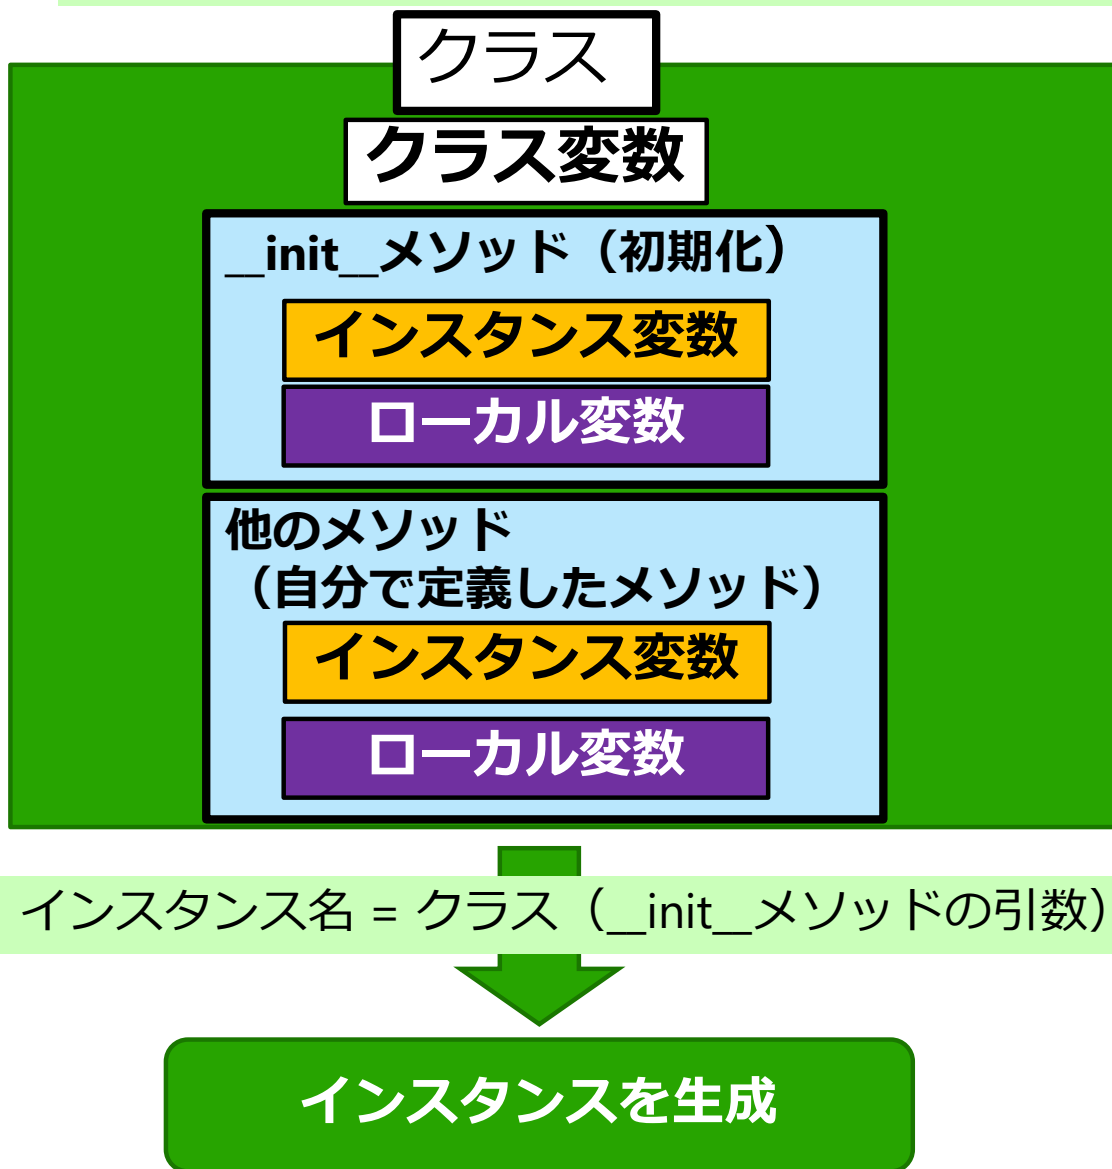 クラス
クラス変数
__init__メソッド（初期化）
インスタンス変数
ローカル変数
他のメソッド
（自分で定義したメソッド）
インスタンス変数
ローカル変数
インスタンス名 = クラス（__init__メソッドの引数）
インスタンスを生成